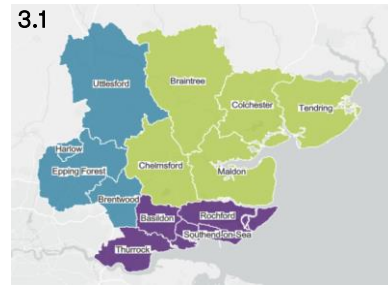 3.1
Uttlesford
Braintree
Colchester
Tendring
Harlow
Epping Forest
Chelmsford
Maldon
Brentwood
Basildon
Rochford
Southend-on-Sea
Thurrock